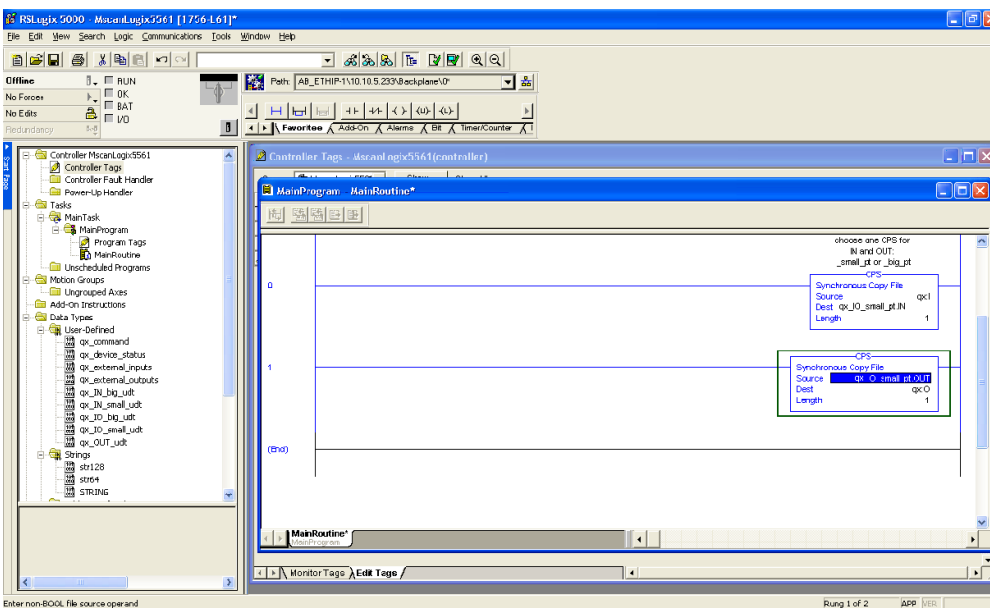 RSLogix 5000 - MscanLogix5561 [1756-L61]*
File Edit View Search Logic Communications Tools Window Help
Offline
RUN
No Forces
OK
No Edits
BAT
Redundancy
I/O
Path: AB_ETHIP-1\10.10.5.233\Backplane\0*
Favorites Add-On Alarms Bit Timer/Counter
Start Page
Controller MscanLogix5561
Controller Tags
Controller Fault Handler
Power-Up Handler
Tasks
MainTask
MainProgram
Program Tags
MainRoutine
Unscheduled Programs
Motion Groups
Ungrouped Axes
Add-On Instructions
Data Types
User-Defined
qx_command
qx_device_status
qx_external_inputs
qx_external_outputs
qx_IN_big_udt
qx_IN_small_udt
qx_IO_big_udt
qx_IO_small_udt
qx_OUT_udt
Strings
str128
str64
STRING
Controller Tags - MscanLogix5561(controller)
MainProgram - MainRoutine*
choose one CPS for
IN and OUT:
_small_pt or _big_pt
0
CPS
Synchronous Copy File
Source qx:I
Dest qx_IO_small_pt.IN
Length 1
1
CPS
Synchronous Copy File
Source qx_IO_small_pt.OUT
Dest qx:O
Length 1
(End)
MainRoutine*
MainProgram
Monitor Tags Edit Tags
Enter non-BOOL file source operand
Rung 1 of 2 APP VER